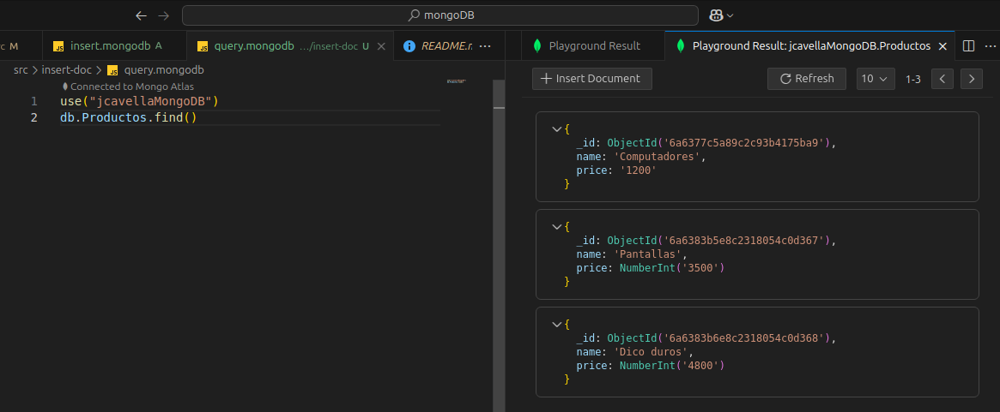 mongoDB
src M
insert.mongodb A
query.mongodb .../insert-doc U
README.r
Playground Result
Playground Result: jcavellaMongoDB.Productos
src > insert-doc > query.mongodb
Insert Document
Refresh
10
1-3
Connected to Mongo Atlas
1 use("jcavellaMongoDB")
2 db.Productos.find()
{
_id: ObjectId('6a6377c5a89c2c93b4175ba9'),
name: 'Computadores',
price: '1200'
}
{
_id: ObjectId('6a6383b5e8c2318054c0d367'),
name: 'Pantallas',
price: NumberInt('3500')
}
{
_id: ObjectId('6a6383b6e8c2318054c0d368'),
name: 'Dico duros',
price: NumberInt('4800')
}